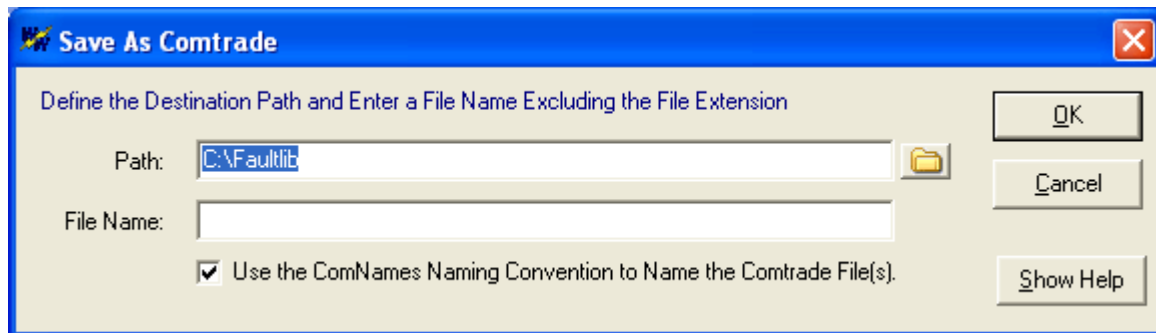 Save As Comtrade
Define the Destination Path and Enter a File Name Excluding the File Extension
OK
Path: C:\Faultlib
Cancel
File Name:
Use the ComNames Naming Convention to Name the Comtrade File(s).
Show Help